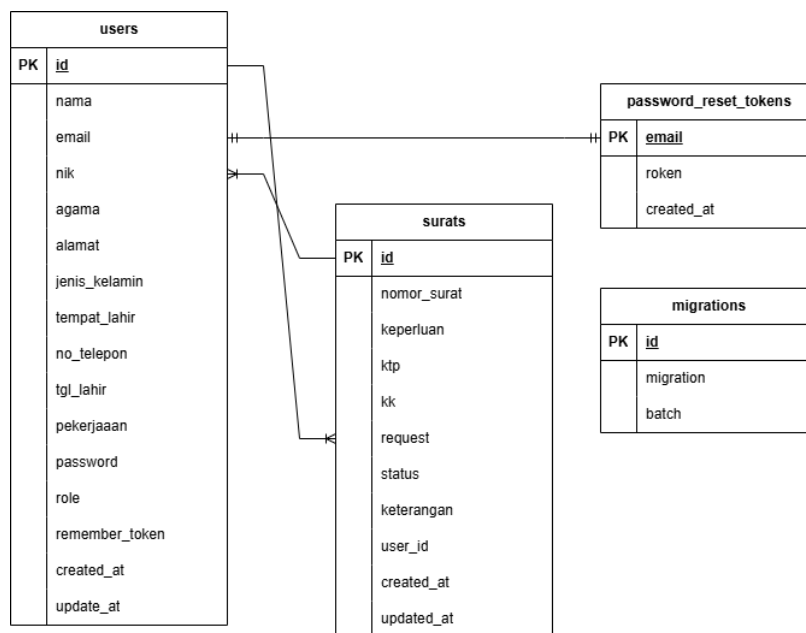 users
PK id
nama
email
nik
agama
alamat
jenis_kelamin
tempat_lahir
no_telepon
tgl_lahir
pekerjaaan
password
role
remember_token
created_at
update_at
surats
PK id
nomor_surat
keperluan
ktp
kk
request
status
keterangan
user_id
created_at
updated_at
password_reset_tokens
PK email
roken
created_at
migrations
PK id
migration
batch